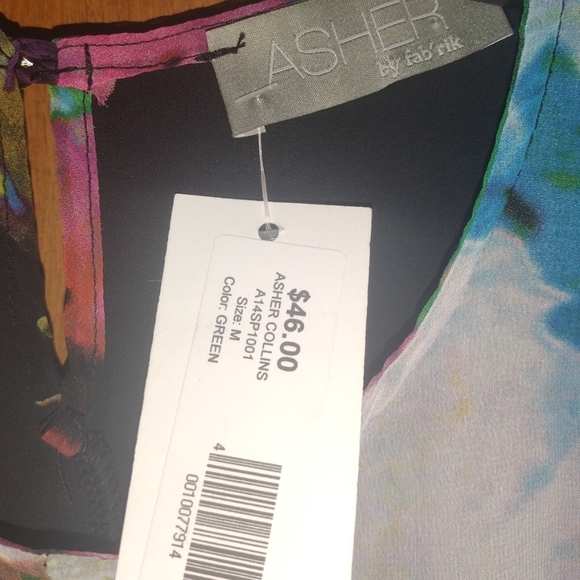 ASHER
by fab'rik
$46.00
ASHER COLLINS
A14SP1001
Size: M
Color: GREEN
4
0010077914